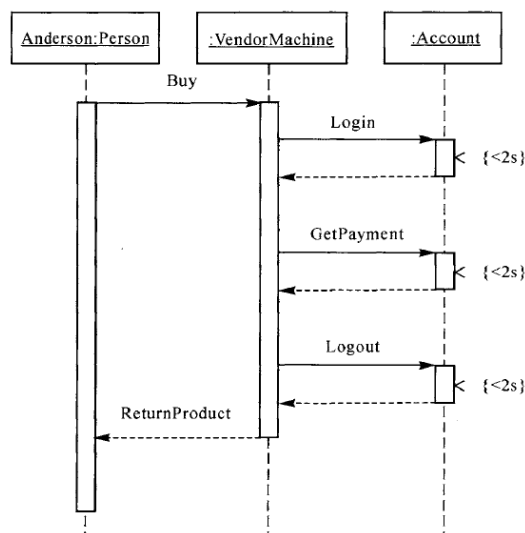 Anderson:Person
:VendorMachine
:Account
Buy
Login
{<2s}
GetPayment
{<2s}
Logout
{<2s}
ReturnProduct